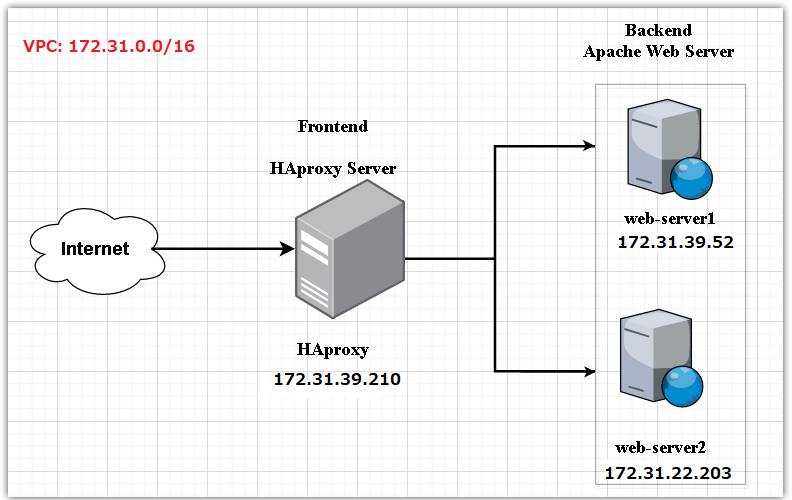 VPC: 172.31.0.0/16
Backend
Apache Web Server
Frontend
HAproxy Server
Internet
HAproxy
172.31.39.210
web-server1
172.31.39.52
web-server2
172.31.22.203